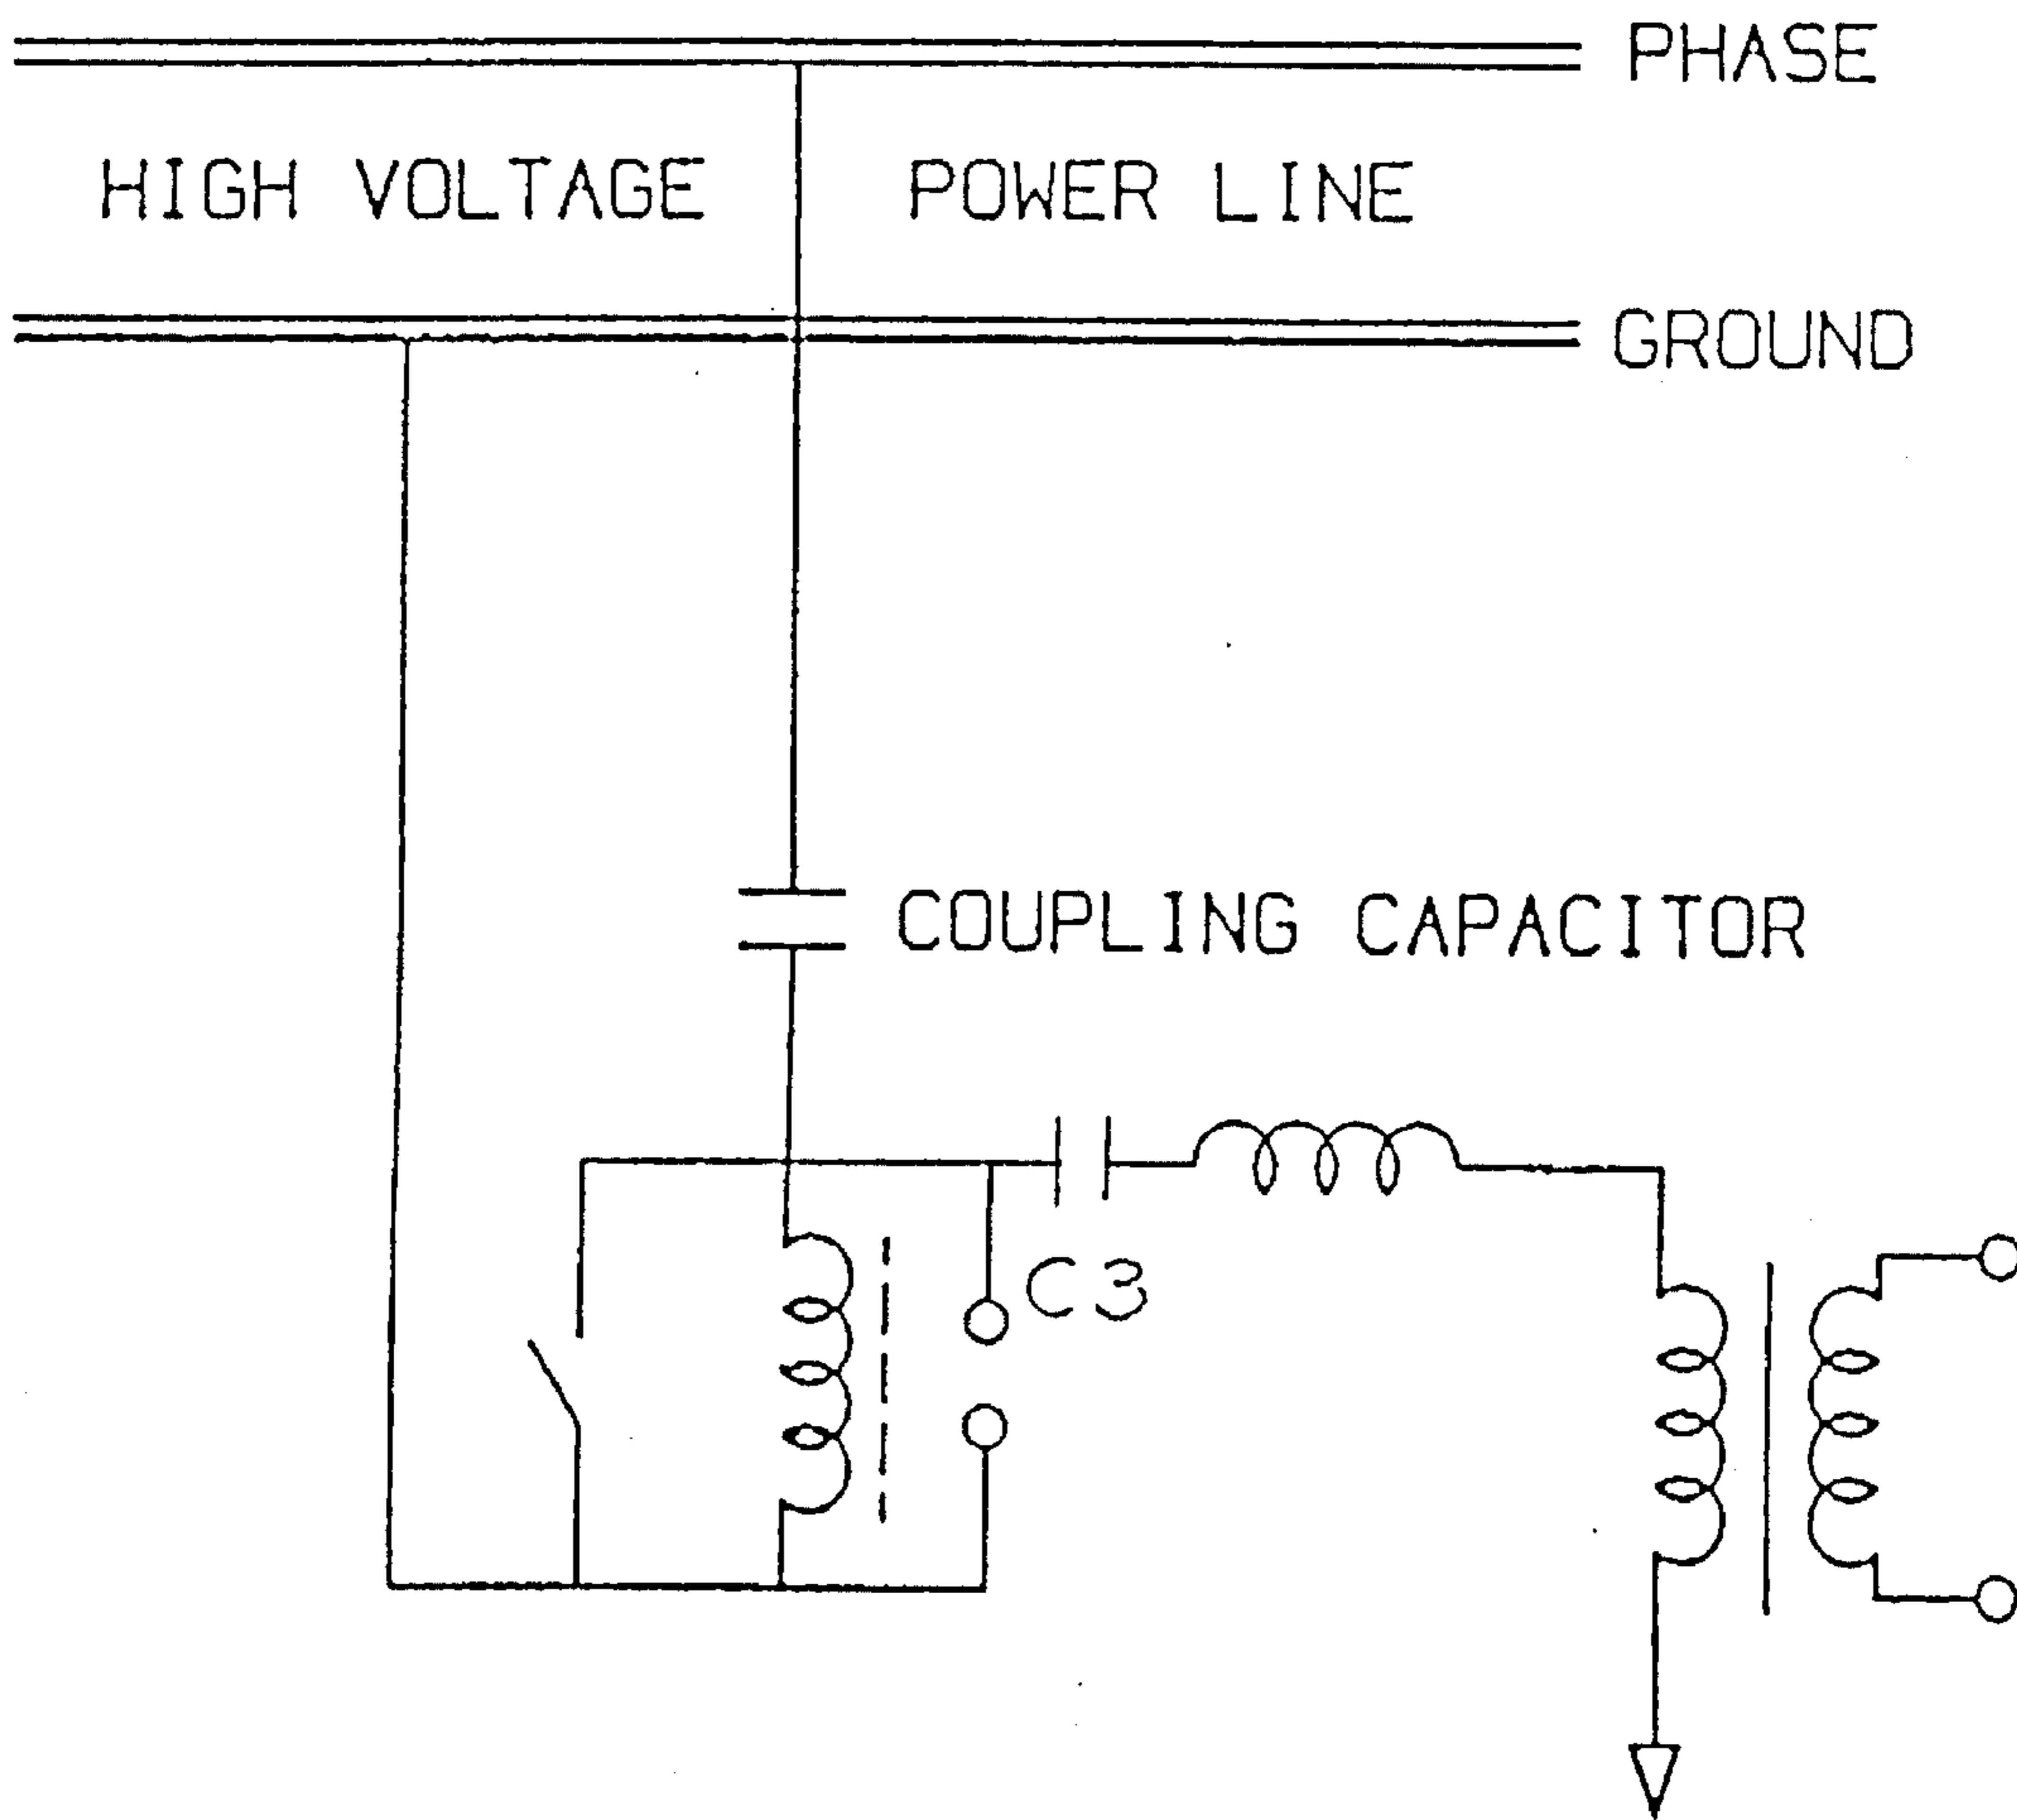 PHASE
HIGH VOLTAGE POWER LINE
GROUND
COUPLING CAPACITOR
C3